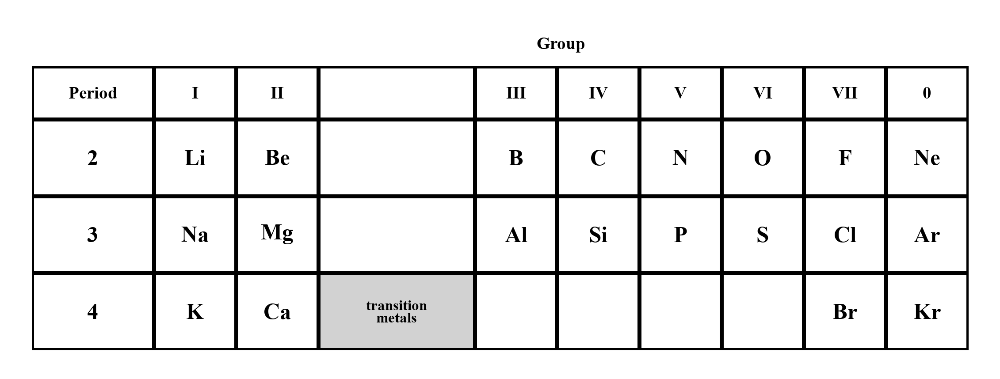 Group
Period I II III IV V VI VII 0
2 Li Be B C N O F Ne
3 Na Mg Al Si P S Cl Ar
4 K Ca transition
metals Br Kr